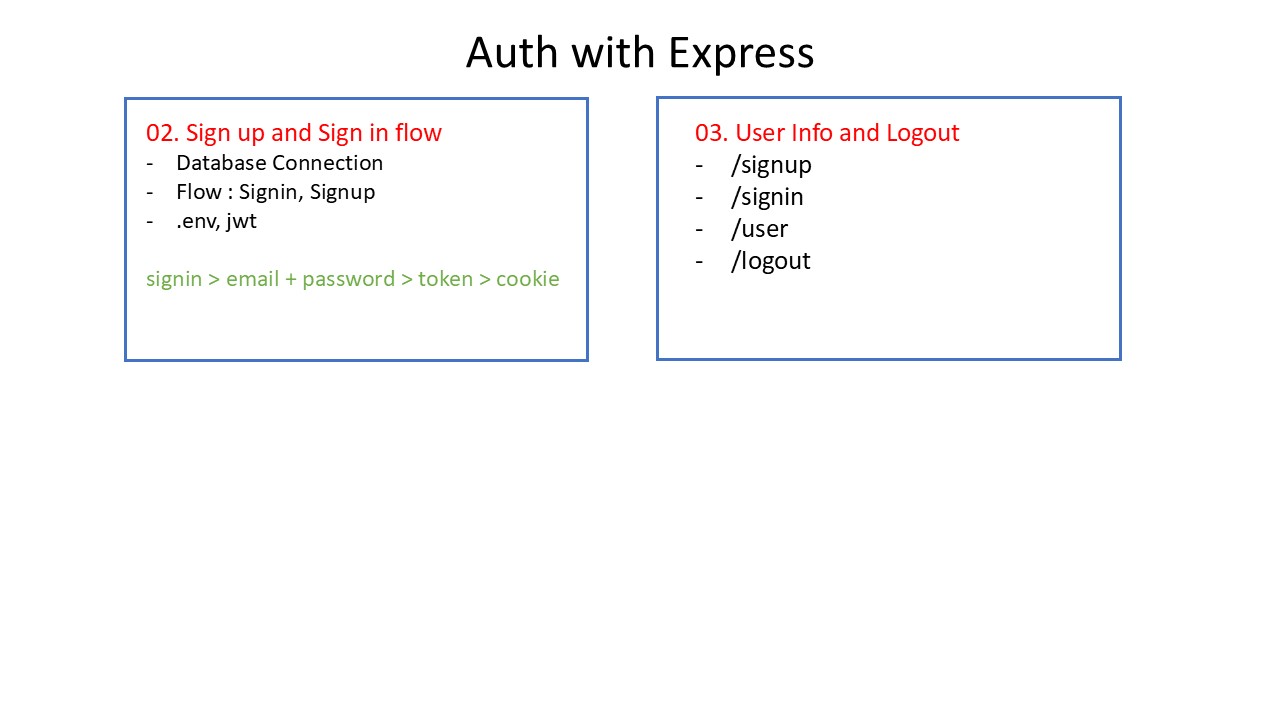 Auth with Express
02. Sign up and Sign in flow
- Database Connection
- Flow : Signin, Signup
- .env, jwt
signin > email + password > token > cookie
03. User Info and Logout
- /signup
- /signin
- /user
- /logout